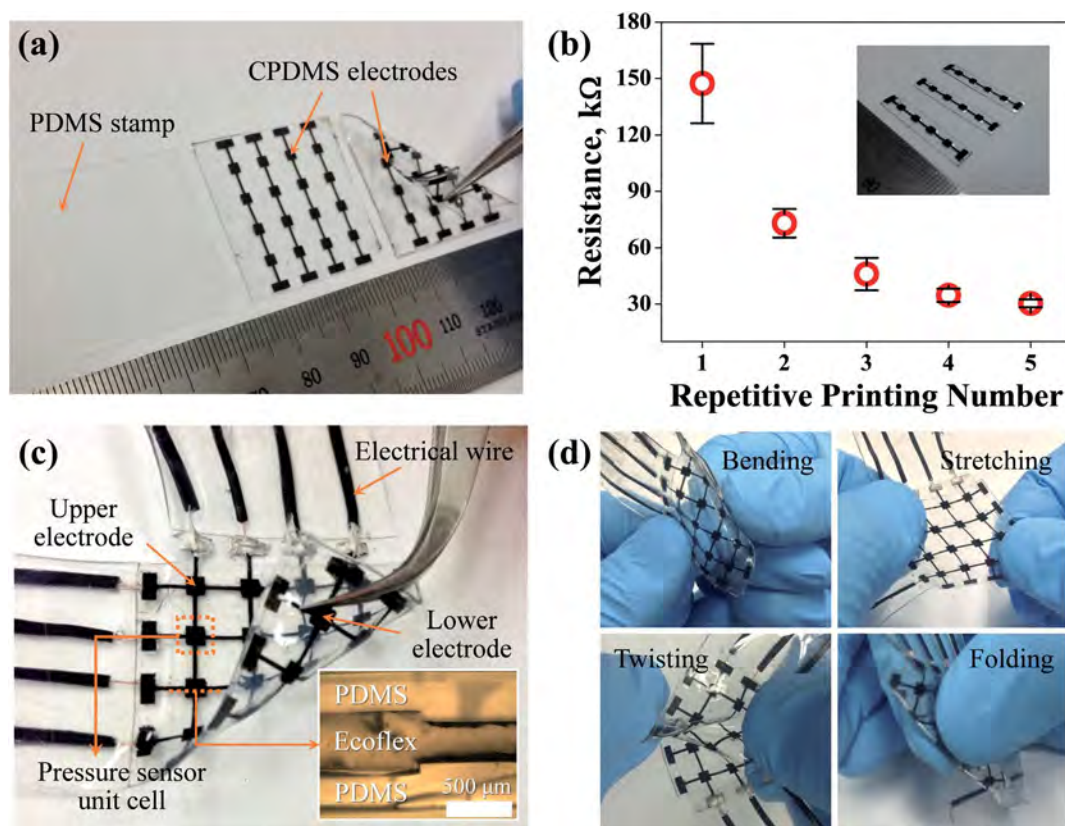 (a)
CPDMS electrodes
PDMS stamp
70
80
90
100
110
120
(b)
180
150
120
90
60
30
Resistance, kΩ
1 2 3 4 5
Repetitive Printing Number
(c)
Electrical wire
Upper
electrode
Lower
electrode
Pressure sensor
unit cell
PDMS
Ecoflex
PDMS
500 μm
(d)
Bending
Stretching
Twisting
Folding